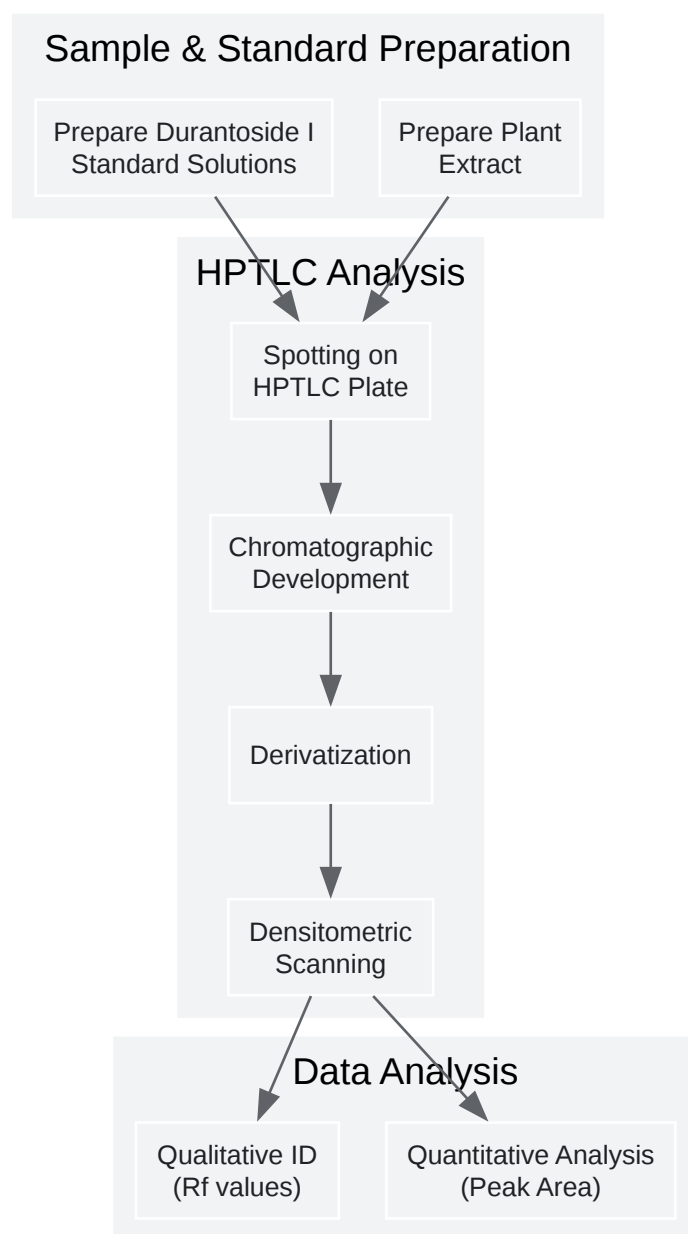 Sample & Standard Preparation
Prepare Durantoside I
Standard Solutions
Prepare Plant
Extract
HPTLC Analysis
Spotting on
HPTLC Plate
Chromatographic
Development
Derivatization
Densitometric
Scanning
Data Analysis
Qualitative ID
(Rf values)
Quantitative Analysis
(Peak Area)